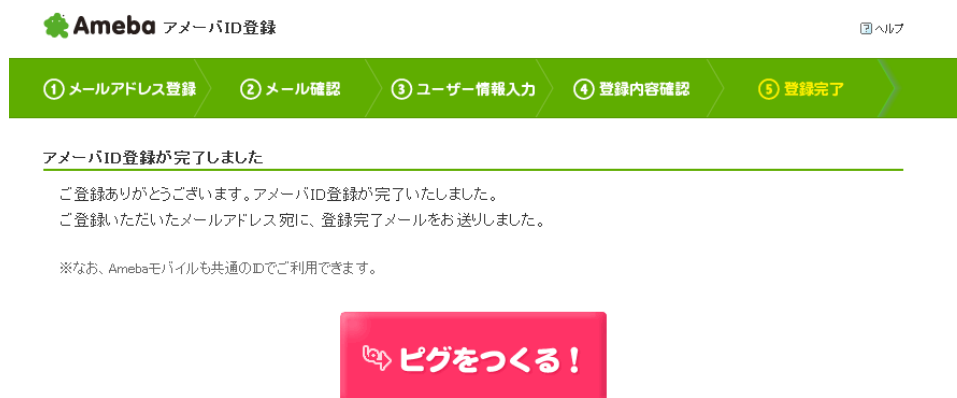 Ameba アメーバID登録
? ヘルプ
① メールアドレス登録 ② メール確認 ③ ユーザー情報入力 ④ 登録内容確認 ⑤ 登録完了
アメーバID登録が完了しました
ご登録ありがとうございます。アメーバID登録が完了いたしました。
ご登録いただいたメールアドレス宛に、登録完了メールをお送りしました。
※なお、Amebaモバイルも共通のIDでご利用できます。
ピグをつくる!